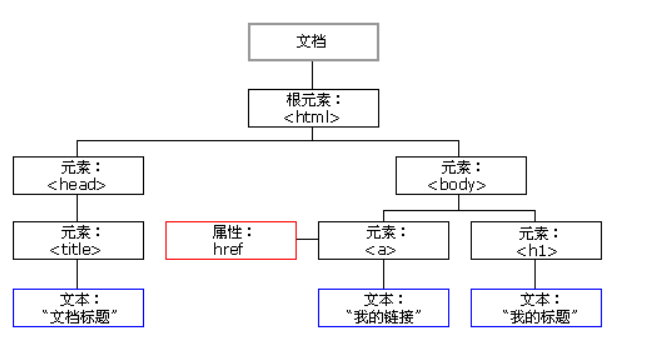 文档
根元素：
<html>
元素：
<head>
元素：
<body>
元素：
<title>
属性：
href
元素：
<a>
元素：
<h1>
文本：
“文档标题”
文本：
“我的链接”
文本：
“我的标题”